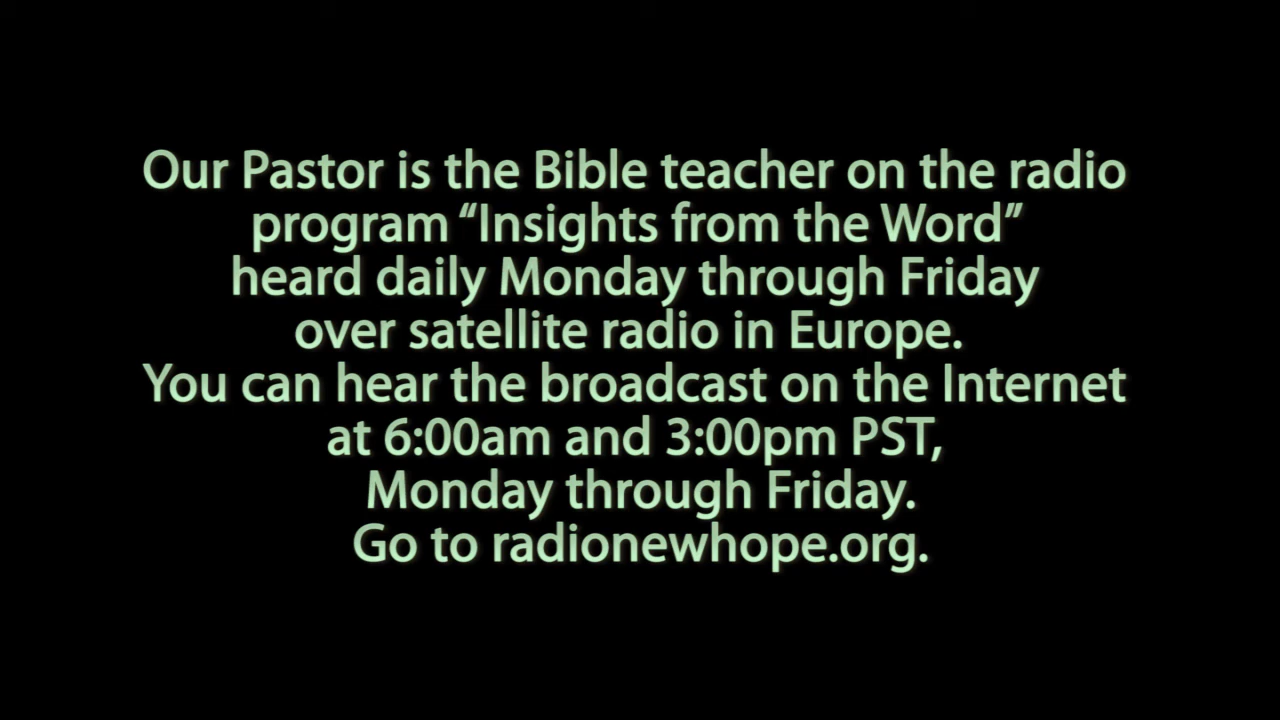 Our Pastor is the Bible teacher on the radio
program “Insights from the Word”
heard daily Monday through Friday
over satellite radio in Europe.
You can hear the broadcast on the Internet
at 6:00am and 3:00pm PST,
Monday through Friday.
Go to radionewhope.org.